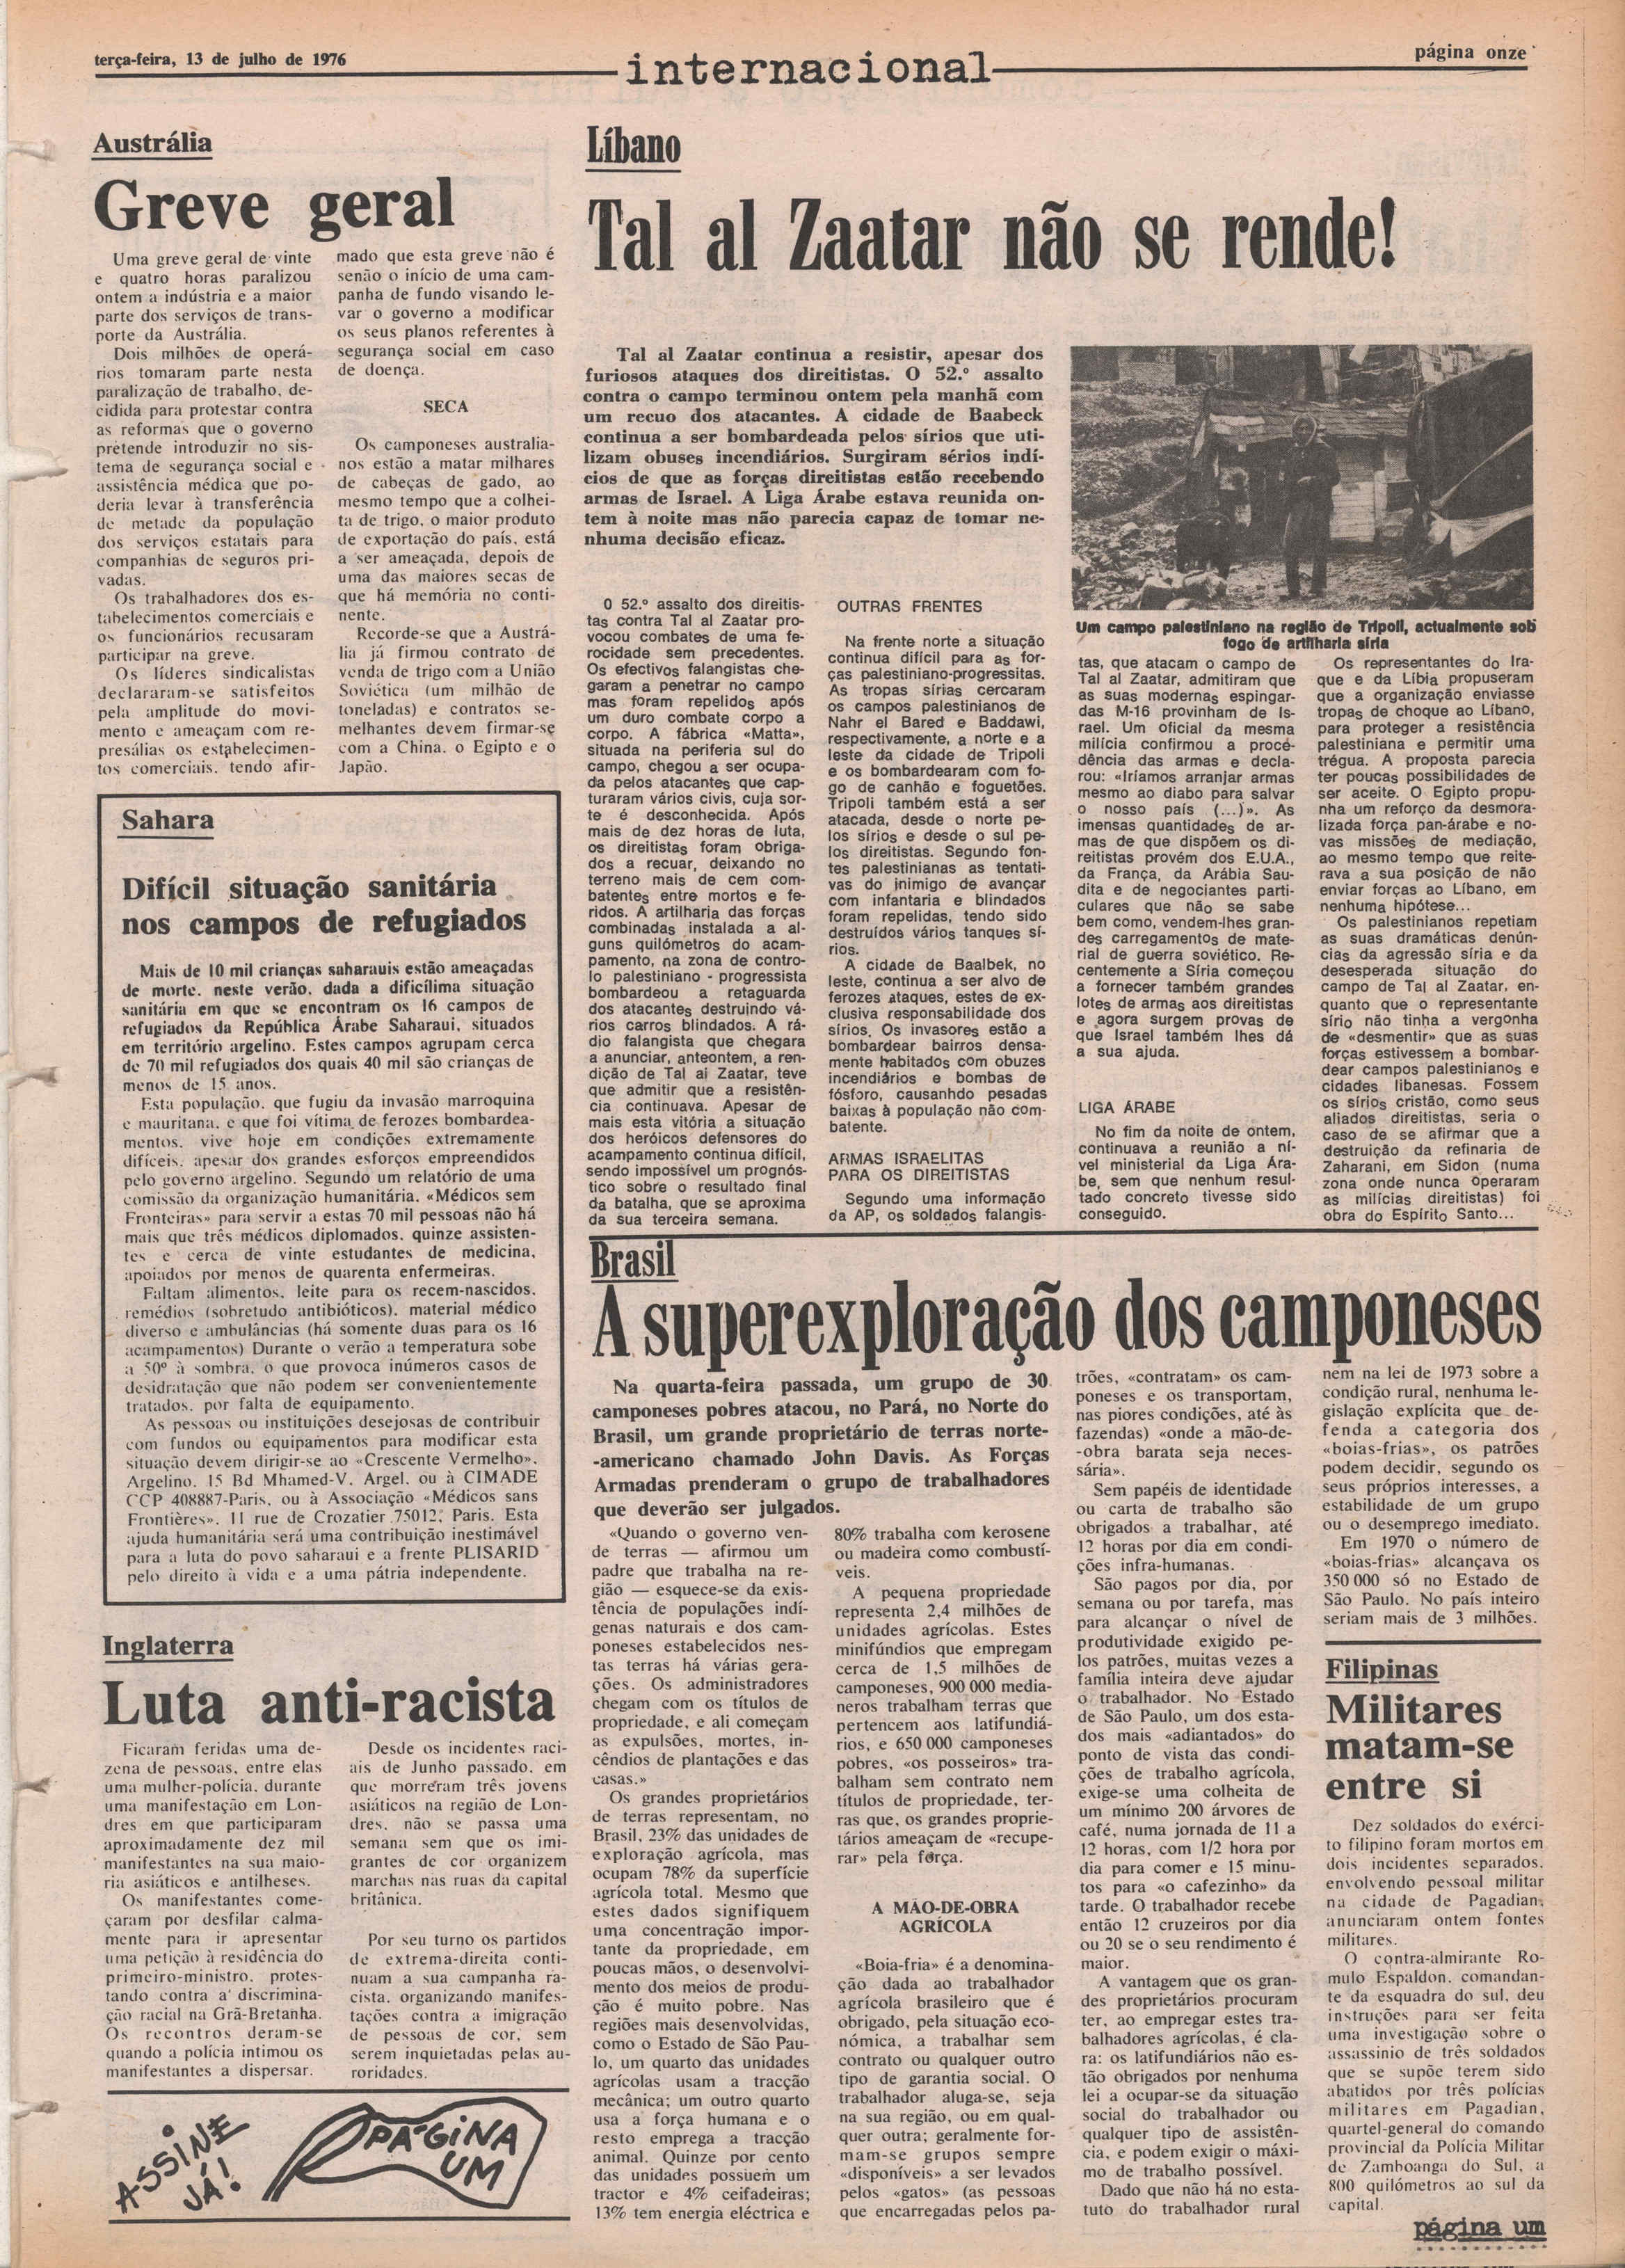 terça-feira, 13 de julho de 1976
internacional
página onze
Austrália
Greve geral
Uma greve geral de vinte
e quatro horas paralizou
ontem a indústria e a maior
parte dos serviços de trans-
porte da Austrália.
Dois milhões de operá-
rios tomaram parte nesta
paralização de trabalho, de-
cidida para protestar contra
as reformas que o governo
pretende introduzir no sis-
tema de segurança social e
assistência médica que po-
deria levar à transferência
de metade da população
dos serviços estatais para
companhias de seguros pri-
vadas.
Os trabalhadores dos es-
tabelecimentos comerciais e
os funcionários recusaram
participar na greve.
Os líderes sindicalistas
declararam-se satisfeitos
pela amplitude do movi-
mento e ameaçam com re-
presálias os estabelecimen-
tos comerciais, tendo afir-
mado que esta greve não é
senão o início de uma cam-
panha de fundo visando le-
var o governo a modificar
os seus planos referentes à
segurança social em caso
de doença.
SECA
Os camponeses australia-
nos estão a matar milhares
de cabeças de gado, ao
mesmo tempo que a colhei-
ta de trigo, o maior produto
de exportação do país, está
a ser ameaçada, depois de
uma das maiores secas de
que há memória no conti-
nente.
Recorde-se que a Austrá-
lia já firmou contrato de
venda de trigo com a União
Soviética (um milhão de
toneladas) e contratos se-
melhantes devem firmar-se
com a China, o Egipto e o
Japão.
Sahara
Difícil situação sanitária
nos campos de refugiados
Mais de 10 mil crianças saharauis estão ameaçadas
de morte, neste verão, dada a dificílima situação
sanitária em que se encontram os 16 campos de
refugiados da República Árabe Saharaui, situados
em território argelino. Estes campos agrupam cerca
de 70 mil refugiados dos quais 40 mil são crianças de
menos de 15 anos.
Esta população, que fugiu da invasão marroquina
e mauritana, e que foi vítima de ferozes bombardea-
mentos, vive hoje em condições extremamente
difíceis, apesar dos grandes esforços empreendidos
pelo governo argelino. Segundo um relatório de uma
comissão da organização humanitária, «Médicos sem
Fronteiras» para servir a estas 70 mil pessoas não há
mais que três médicos diplomados, quinze assisten-
tes e cerca de vinte estudantes de medicina,
apoiados por menos de quarenta enfermeiras.
Faltam alimentos, leite para os recem-nascidos,
remédios (sobretudo antibióticos), material médico
diverso e ambulâncias (há somente duas para os 16
acampamentos) Durante o verão a temperatura sobe
a 50º à sombra, o que provoca inúmeros casos de
desidratação que não podem ser convenientemente
tratados, por falta de equipamento.
As pessoas ou instituições desejosas de contribuir
com fundos ou equipamentos para modificar esta
situação devem dirigir-se ao «Crescente Vermelho»,
Argelino, 15 Bd Mhamed-V, Argel, ou à CIMADE
CCP 408887-Paris, ou à Associação «Médicos sans
Frontières», 11 rue de Crozatier 75012, Paris. Esta
ajuda humanitária será uma contribuição inestimável
para a luta do povo saharaui e a frente PLISARID
pelo direito à vida e a uma pátria independente.
Inglaterra
Luta anti-racista
Ficaram feridas uma de-
zena de pessoas, entre elas
uma mulher-polícia, durante
uma manifestação em Lon-
dres em que participaram
aproximadamente dez mil
manifestantes na sua maio-
ria asiáticos e antilheses.
Os manifestantes come-
çaram por desfilar calma-
mente para ir apresentar
uma petição à residência do
primeiro-ministro, protes-
tando contra a discrimina-
ção racial na Grã-Bretanha.
Os recontros deram-se
quando a polícia intimou os
manifestantes a dispersar.
Desde os incidentes raci-
ais de Junho passado, em
que morreram três jovens
asiáticos na região de Lon-
dres, não se passa uma
semana sem que os imi-
grantes de cor organizem
marchas nas ruas da capital
britânica.
Por seu turno os partidos
de extrema-direita conti-
nuam a sua campanha ra-
cista, organizando manifes-
tações contra a imigração
de pessoas de cor, sem
serem inquietadas pelas au-
roridades.
ASSINE
JÁ!
PÁGINA
UM
Líbano
Tal al Zaatar não se rende!
Tal al Zaatar continua a resistir, apesar dos
furiosos ataques dos direitistas. O 52.º assalto
contra o campo terminou ontem pela manhã com
um recuo dos atacantes. A cidade de Baabeck
continua a ser bombardeada pelos sírios que uti-
lizam obuses incendiários. Surgiram sérios indí-
cios de que as forças direitistas estão recebendo
armas de Israel. A Liga Árabe estava reunida on-
tem à noite mas não parecia capaz de tomar ne-
nhuma decisão eficaz.
Um campo palestiniano na região de Tripoli, actualmente sob
fogo de artilharia síria
O 52.º assalto dos direitis-
tas contra Tal al Zaatar pro-
vocou combates de uma fe-
rocidade sem precedentes.
Os efectivos falangistas che-
garam a penetrar no campo
mas foram repelidos após
um duro combate corpo a
corpo. A fábrica «Matta»,
situada na periferia sul do
campo, chegou a ser ocupa-
da pelos atacantes que cap-
turaram vários civis, cuja sor-
te é desconhecida. Após
mais de dez horas de luta,
os direitistas foram obriga-
dos a recuar, deixando no
terreno mais de cem com-
batentes entre mortos e fe-
ridos. A artilharia das forças
combinadas instalada a al-
guns quilómetros do acam-
pamento, na zona de contro-
lo palestiniano - progressista
bombardeou a retaguarda
dos atacantes destruindo vá-
rios carros blindados. A rá-
dio falangista que chegara
a anunciar, anteontem, a ren-
dição de Tal al Zaatar, teve
que admitir que a resistên-
cia continuava. Apesar de
mais esta vitória a situação
dos heróicos defensores do
acampamento continua difícil,
sendo impossível um prognós-
tico sobre o resultado final
da batalha, que se aproxima
da sua terceira semana.
OUTRAS FRENTES
Na frente norte a situação
continua difícil para as for-
ças palestiniano-progressitas.
As tropas sírias cercaram
os campos palestinianos de
Nahr el Bared e Baddawi,
respectivamente, a norte e a
leste da cidade de Tripoli
e os bombardearam com fo-
go de canhão e foguetões.
Tripoli também está a ser
atacada, desde o norte pe-
los sírios e desde o sul pe-
los direitistas. Segundo fon-
tes palestinianas as tentati-
vas do inimigo de avançar
com infantaria e blindados
foram repelidas, tendo sido
destruídos vários tanques sí-
rios.
A cidade de Baalbek, no
leste, continua a ser alvo de
ferozes ataques, estes de ex-
clusiva responsabilidade dos
sírios. Os invasores estão a
bombardear bairros densa-
mente habitados com obuzes
incendiários e bombas de
fósforo, causanhdo pesadas
baixas à população não com-
batente.
ARMAS ISRAELITAS
PARA OS DIREITISTAS
Segundo uma informação
da AP, os soldados falangis-
tas, que atacam o campo de
Tal al Zaatar, admitiram que
as suas modernas espingar-
das M-16 provinham de Is-
rael. Um oficial da mesma
milícia confirmou a procé-
dência das armas e decla-
rou: «Iríamos arranjar armas
mesmo ao diabo para salvar
o nosso país (...)». As
imensas quantidades de ar-
mas de que dispõem os di-
reitistas provém dos E.U.A.,
da França, da Arábia Sau-
dita e de negociantes parti-
culares que não se sabe
bem como, vendem-lhes gran-
des carregamentos de mate-
rial de guerra soviético. Re-
centemente a Síria começou
a fornecer também grandes
lotes de armas aos direitistas
e agora surgem provas de
que Israel também lhes dá
a sua ajuda.
LIGA ÁRABE
No fim da noite de ontem,
continuava a reunião a ní-
vel ministerial da Liga Ára-
be, sem que nenhum resul-
tado concreto tivesse sido
conseguido.
Os representantes do Ira-
que e da Líbia propuseram
que a organização enviasse
tropas de choque ao Líbano,
para proteger a resistência
palestiniana e permitir uma
trégua. A proposta parecia
ter poucas possibilidades de
ser aceite. O Egipto propu-
nha um reforço da desmora-
lizada força pan-árabe e no-
vas missões de mediação,
ao mesmo tempo que reite-
rava a sua posição de não
enviar forças ao Líbano, em
nenhuma hipótese...
Os palestinianos repetiam
as suas dramáticas denún-
cias da agressão síria e da
desesperada situação do
campo de Tal al Zaatar, en-
quanto que o representante
sírio não tinha a vergonha
de «desmentir» que as suas
forças estivessem a bombar-
dear campos palestinianos e
cidades libanesas. Fossem
os sírios cristão, como seus
aliados direitistas, seria o
caso de se afirmar que a
destruição da refinaria de
Zaharani, em Sidon (numa
zona onde nunca operaram
as milícias direitistas) foi
obra do Espírito Santo...
Brasil
A superexploração dos camponeses
Na quarta-feira passada, um grupo de 30
camponeses pobres atacou, no Pará, no Norte do
Brasil, um grande proprietário de terras norte-
-americano chamado John Davis. As Forças
Armadas prenderam o grupo de trabalhadores
que deverão ser julgados.
«Quando o governo ven-
de terras — afirmou um
padre que trabalha na re-
gião — esquece-se da exis-
tência de populações indí-
genas naturais e dos cam-
poneses estabelecidos nes-
tas terras há várias gera-
ções. Os administradores
chegam com os títulos de
propriedade, e ali começam
as expulsões, mortes, in-
cêndios de plantações e das
casas.»
Os grandes proprietários
de terras representam, no
Brasil, 23% das unidades de
exploração agrícola, mas
ocupam 78% da superfície
agrícola total. Mesmo que
estes dados signifiquem
uma concentração impor-
tante da propriedade, em
poucas mãos, o desenvolvi-
mento dos meios de produ-
ção é muito pobre. Nas
regiões mais desenvolvidas,
como o Estado de São Pau-
lo, um quarto das unidades
agrícolas usam a tracção
mecânica; um outro quarto
usa a força humana e o
resto emprega a tracção
animal. Quinze por cento
das unidades possuem um
tractor e 4% ceifadeiras;
13% tem energia eléctrica e
80% trabalha com kerosene
ou madeira como combustí-
veis.
A pequena propriedade
representa 2,4 milhões de
unidades agrícolas. Estes
minifúndios que empregam
cerca de 1,5 milhões de
camponeses, 900 000 media-
neros trabalham terras que
pertencem aos latifundiá-
rios, e 650 000 camponeses
pobres, «os posseiros» tra-
balham sem contrato nem
títulos de propriedade, ter-
ras que, os grandes proprie-
tários ameaçam de «recupe-
rar» pela força.
A MÃO-DE-OBRA
AGRÍCOLA
«Boia-fria» é a denomina-
ção dada ao trabalhador
agrícola brasileiro que é
obrigado, pela situação eco-
nómica, a trabalhar sem
contrato ou qualquer outro
tipo de garantia social. O
trabalhador aluga-se, seja
na sua região, ou em qual-
quer outra; geralmente for-
mam-se grupos sempre
«disponíveis» a ser levados
pelos «gatos» (as pessoas
que encarregadas pelos pa-
trões, «contratam» os cam-
poneses e os transportam,
nas piores condições, até às
fazendas) «onde a mão-de-
-obra barata seja neces-
sária».
Sem papéis de identidade
ou carta de trabalho são
obrigados a trabalhar, até
12 horas por dia em condi-
ções infra-humanas.
São pagos por dia, por
semana ou por tarefa, mas
para alcançar o nível de
produtividade exigido pe-
los patrões, muitas vezes a
família inteira deve ajudar
o trabalhador. No Estado
de São Paulo, um dos esta-
dos mais «adiantados» do
ponto de vista das condi-
ções de trabalho agrícola,
exige-se uma colheita de
um mínimo 200 árvores de
café, numa jornada de 11 a
12 horas, com 1/2 hora por
dia para comer e 15 minu-
tos para «o cafezinho» da
tarde. O trabalhador recebe
então 12 cruzeiros por dia
ou 20 se o seu rendimento é
maior.
A vantagem que os gran-
des proprietários procuram
ter, ao empregar estes tra-
balhadores agrícolas, é cla-
ra: os latifundiários não es-
tão obrigados por nenhuma
lei a ocupar-se da situação
social do trabalhador ou
qualquer tipo de assistên-
cia, e podem exigir o máxi-
mo de trabalho possível.
Dado que não há no esta-
tuto do trabalhador rural
nem na lei de 1973 sobre a
condição rural, nenhuma le-
gislação explícita que de-
fenda a categoria dos
«boias-frias», os patrões
podem decidir, segundo os
seus próprios interesses, a
estabilidade de um grupo
ou o desemprego imediato.
Em 1970 o número de
«boias-frias» alcançava os
350 000 só no Estado de
São Paulo. No país inteiro
seriam mais de 3 milhões.
Filipinas
Militares
matam-se
entre si
Dez soldados do exérci-
to filipino foram mortos em
dois incidentes separados,
envolvendo pessoal militar
na cidade de Pagadian,
anunciaram ontem fontes
militares.
O contra-almirante Ro-
mulo Espaldon, comandan-
te da esquadra do sul, deu
instruções para ser feita
uma investigação sobre o
assassinio de três soldados
que se supõe terem sido
abatidos por três polícias
militares em Pagadian,
quartel-general do comando
provincial da Polícia Militar
de Zamboanga do Sul, a
800 quilómetros ao sul da
capital.
página um